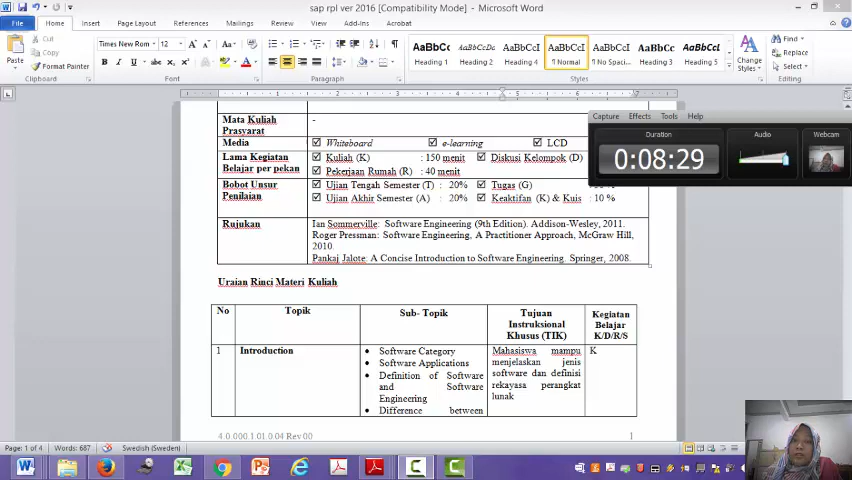 sap rpl ver 2016 [Compatibility Mode] - Microsoft Word
File Home Insert Page Layout References Mailings Review View Add-Ins Acrobat
Cut
Copy
Paste
Format Painter
Times New Rom 12
Clipboard Font Paragraph Styles Editing
AaBbCc AaBbCcDc AaBbCcI AaBbCcI AaBbCcI AaBbCc AaBbCcL
Heading 1 Heading 2 Heading 4 ¶ Normal ¶ No Spaci... Heading 3 Heading 5
Change Styles
Find
Replace
Select
Capture Effects Tools Help
Duration Audio Webcam
0:08:29
Mata Kuliah Prasyarat -
Media Whiteboard e-learning LCD
Lama Kegiatan Belajar per pekan
Kuliah (K) : 150 menit Diskusi Kelompok (D)
Pekerjaan Rumah (R) : 40 menit
Bobot Unsur Penilaian
Ujian Tengah Semester (T) : 20% Tugas (G)
Ujian Akhir Semester (A) : 20% Keaktifan (K) & Kuis : 10 %
Rujukan
Ian Sommerville: Software Engineering (9th Edition). Addison-Wesley, 2011.
Roger Pressman: Software Engineering, A Practitioner Approach, McGraw Hill,
2010.
Pankaj Jalote: A Concise Introduction to Software Engineering. Springer, 2008.
Uraian Rinci Materi Kuliah
No Topik Sub- Topik Tujuan Instruksional Khusus (TIK) Kegiatan Belajar K/D/R/S
1 Introduction
• Software Category
• Software Applications
• Definition of Software
and Software
Engineering
• Difference between
Mahasiswa mampu
menjelaskan jenis
software dan definisi
rekayasa perangkat
lunak
K
4.0.000.1.01.0.04 Rev 00 1
Page: 1 of 4 Words: 687 Swedish (Sweden)